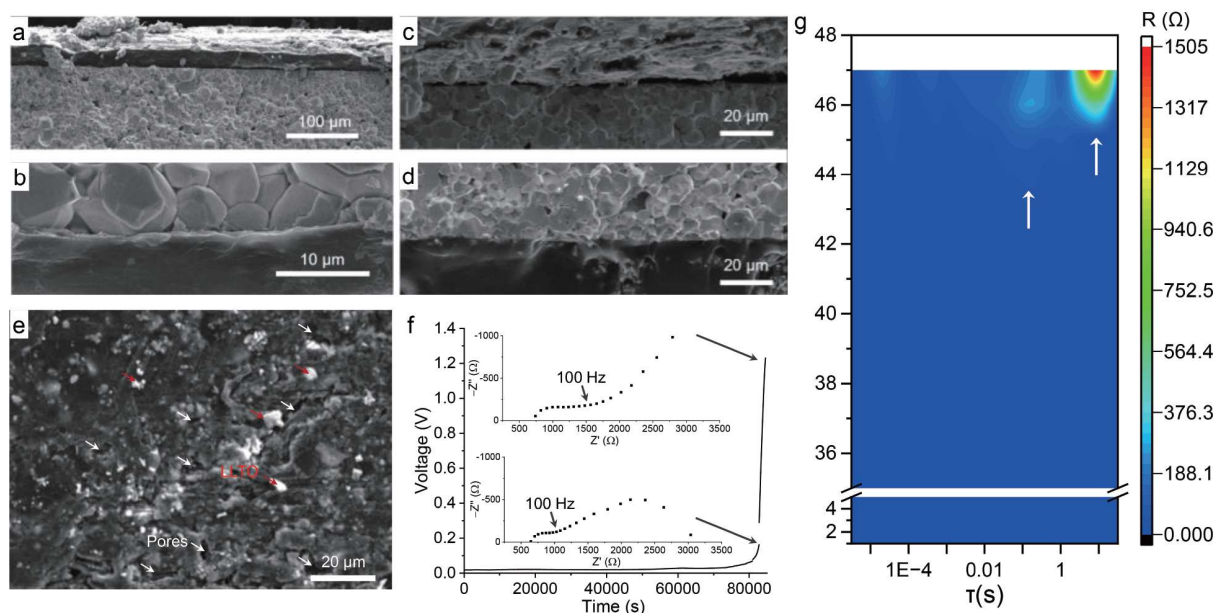 a
100 μm
b
10 μm
c
20 μm
d
20 μm
e
LLTO
Pores
20 μm
f
Voltage (V)
1.4
1.2
1.0
0.8
0.6
0.4
0.2
0.0
0 20000 40000 60000 80000
Time (s)
-Z'' (Ω)
-1000
-500
0
100 Hz
500 1000 1500 2000 2500 3000 3500
Z' (Ω)
-Z'' (Ω)
-1000
-500
0
100 Hz
500 1000 1500 2000 2500 3000 3500
Z' (Ω)
g
48
46
44
42
40
38
36
4
2
1E-4 0.01 1
τ(s)
R (Ω)
1505
1317
1129
940.6
752.5
564.4
376.3
188.1
0.000